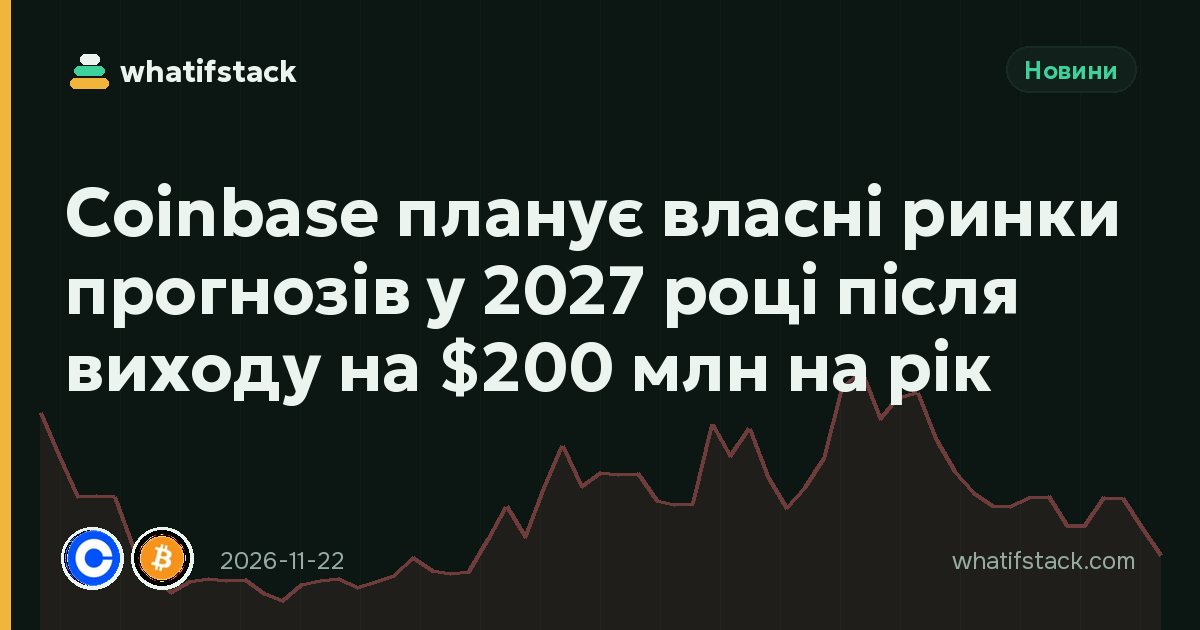 whatifstack
Новини
Coinbase планує власні ринки
прогнозів у 2027 році після
виходу на $200 млн на рік
2026-11-22
whatifstack.com